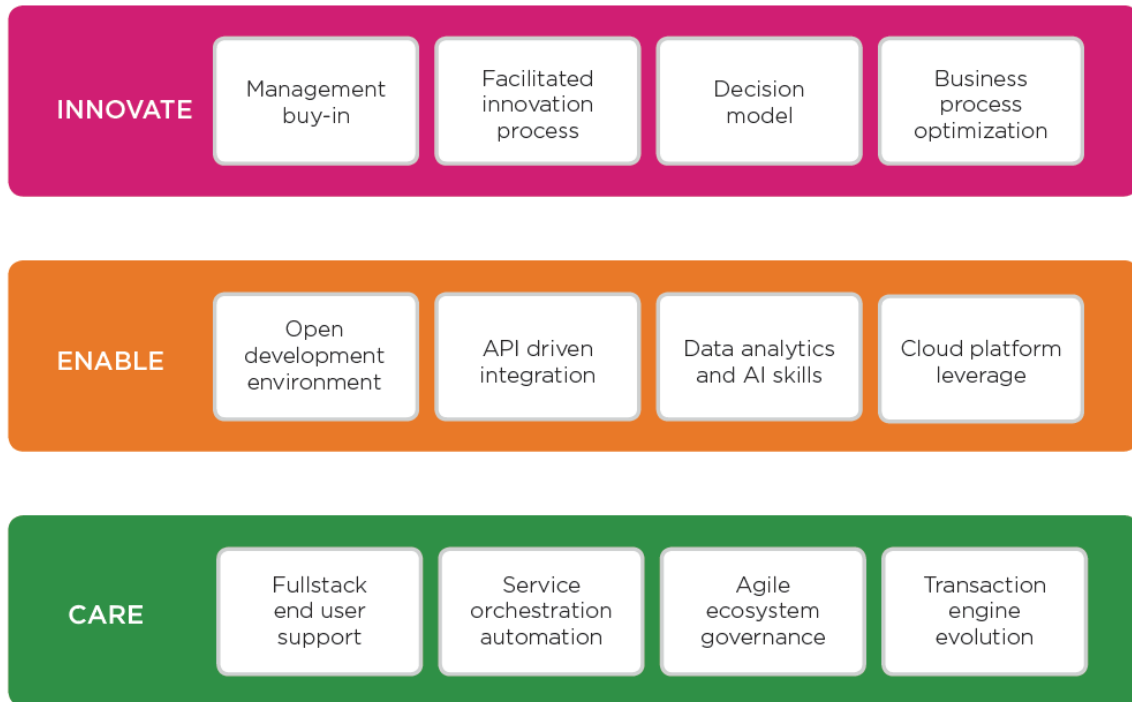 INNOVATE
Management
buy-in
Facilitated
innovation
process
Decision
model
Business
process
optimization
ENABLE
Open
development
environment
API driven
integration
Data analytics
and AI skills
Cloud platform
leverage
CARE
Fullstack
end user
support
Service
orchestration
automation
Agile
ecosystem
governance
Transaction
engine
evolution